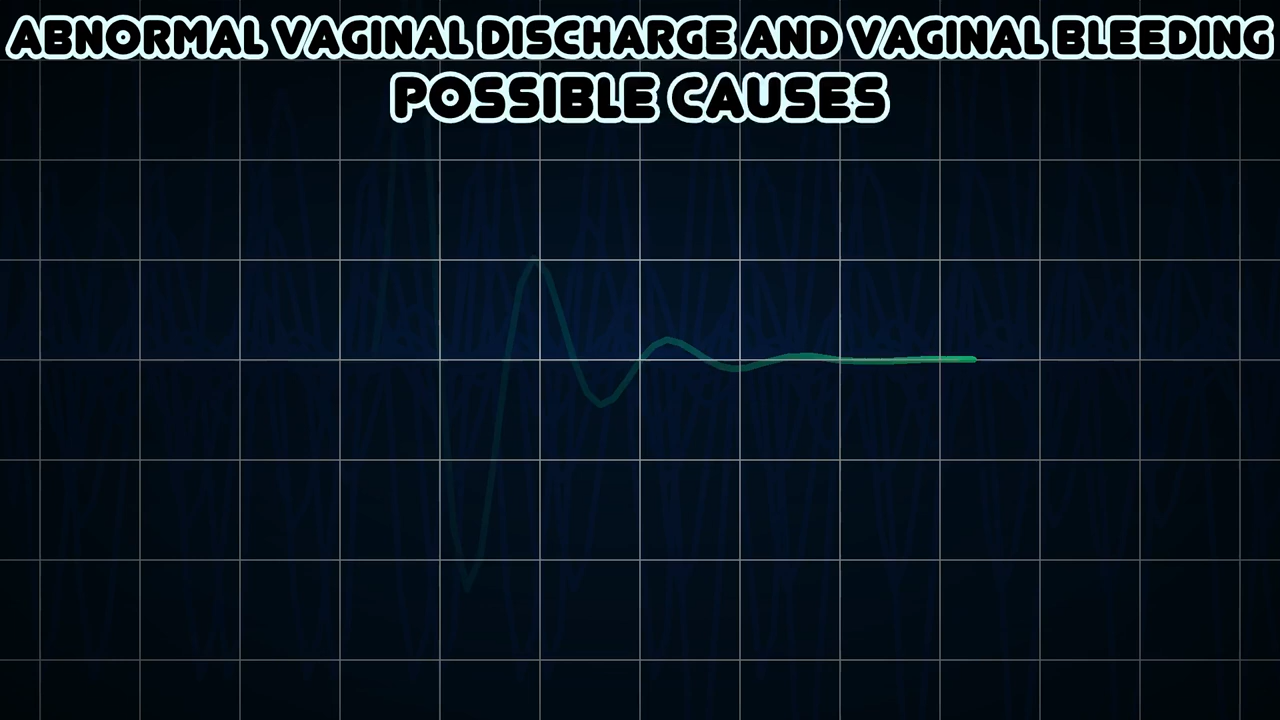 ABNORMAL VAGINAL DISCHARGE AND VAGINAL BLEEDING
POSSIBLE CAUSES